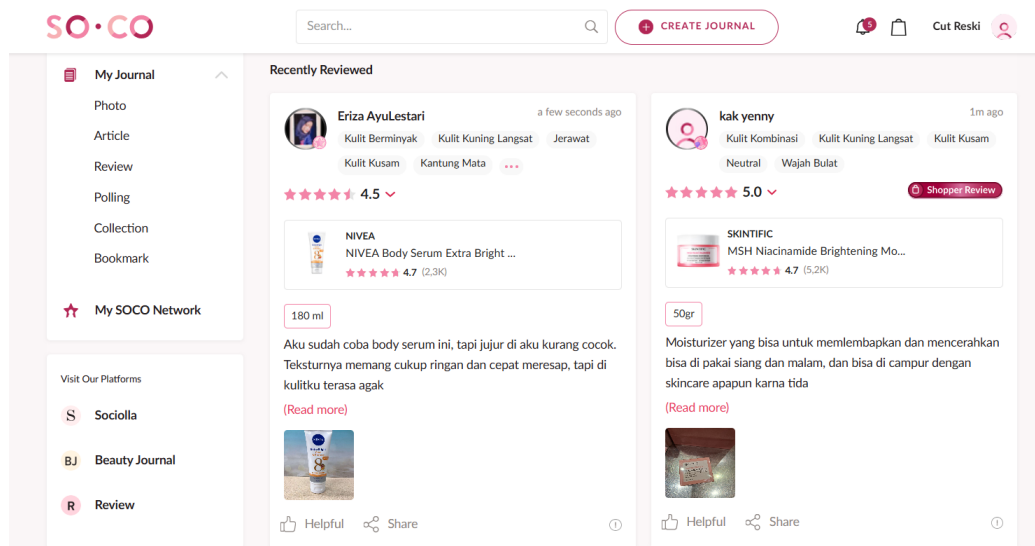 SO•CO
Search...
CREATE JOURNAL
5
Cut Reski
My Journal
Photo
Article
Review
Polling
Collection
Bookmark
My SOCO Network
Visit Our Platforms
S Sociolla
BJ Beauty Journal
R Review
Recently Reviewed
Eriza AyuLestari
a few seconds ago
Kulit Berminyak Kulit Kuning Langsat Jerawat
Kulit Kusam Kantung Mata ...
4.5
NIVEA
NIVEA Body Serum Extra Bright ...
4.7 (2,3K)
180 ml
Aku sudah coba body serum ini, tapi jujur di aku kurang cocok.
Teksturnya memang cukup ringan dan cepat meresap, tapi di
kulitku terasa agak
(Read more)
NIVEA
8
Helpful Share
kak yenny
1m ago
Kulit Kombinasi Kulit Kuning Langsat Kulit Kusam
Neutral Wajah Bulat
5.0
Shopper Review
SKINTIFIC
MSH Niacinamide Brightening Mo...
4.7 (5,2K)
50gr
Moisturizer yang bisa untuk memlembapkan dan mencerahkan
bisa di pakai siang dan malam, dan bisa di campur dengan
skincare apapun karna tida
(Read more)
Helpful Share